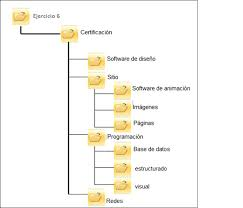 Ejercicio 6
Certificación
Software de diseño
Sitio
Software de animación
Imágenes
Páginas
Programación
Base de datos
estructurado
visual
Redes